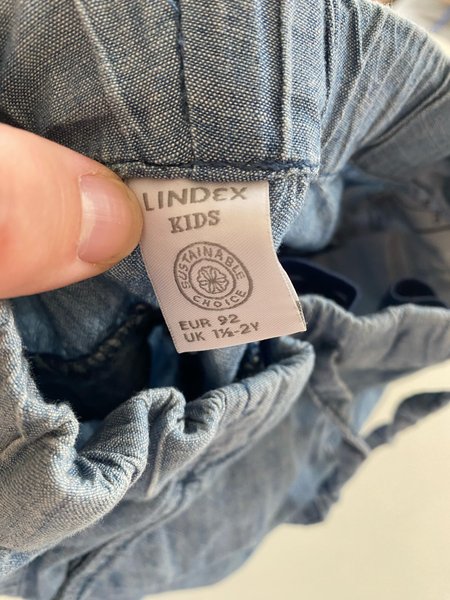 LINDEX
KIDS
SUSTAINABLE
CHOICE
EUR 92
UK 1½-2Y